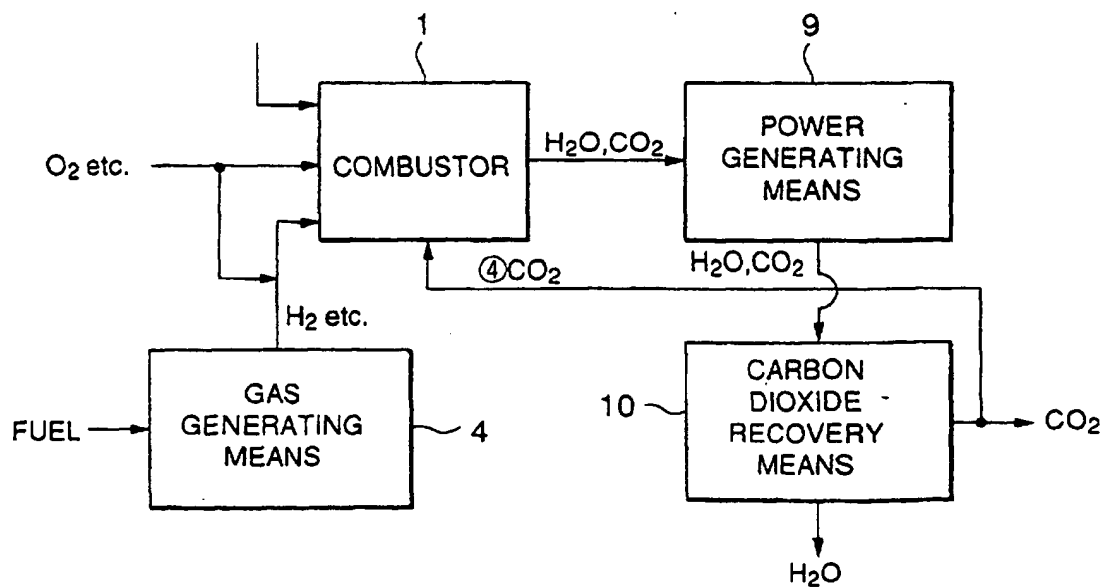 1
9
O₂ etc.
COMBUSTOR
H₂O,CO₂
POWER
GENERATING
MEANS
④CO₂
H₂O,CO₂
H₂ etc.
GAS
GENERATING
MEANS
FUEL
4
10
CARBON
DIOXIDE
RECOVERY
MEANS
CO₂
H₂O